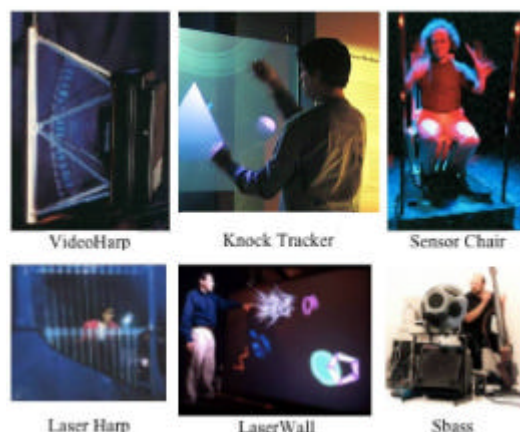 VideoHarp
Knock Tracker
Sensor Chair
Laser Harp
LaserWall
Sbass